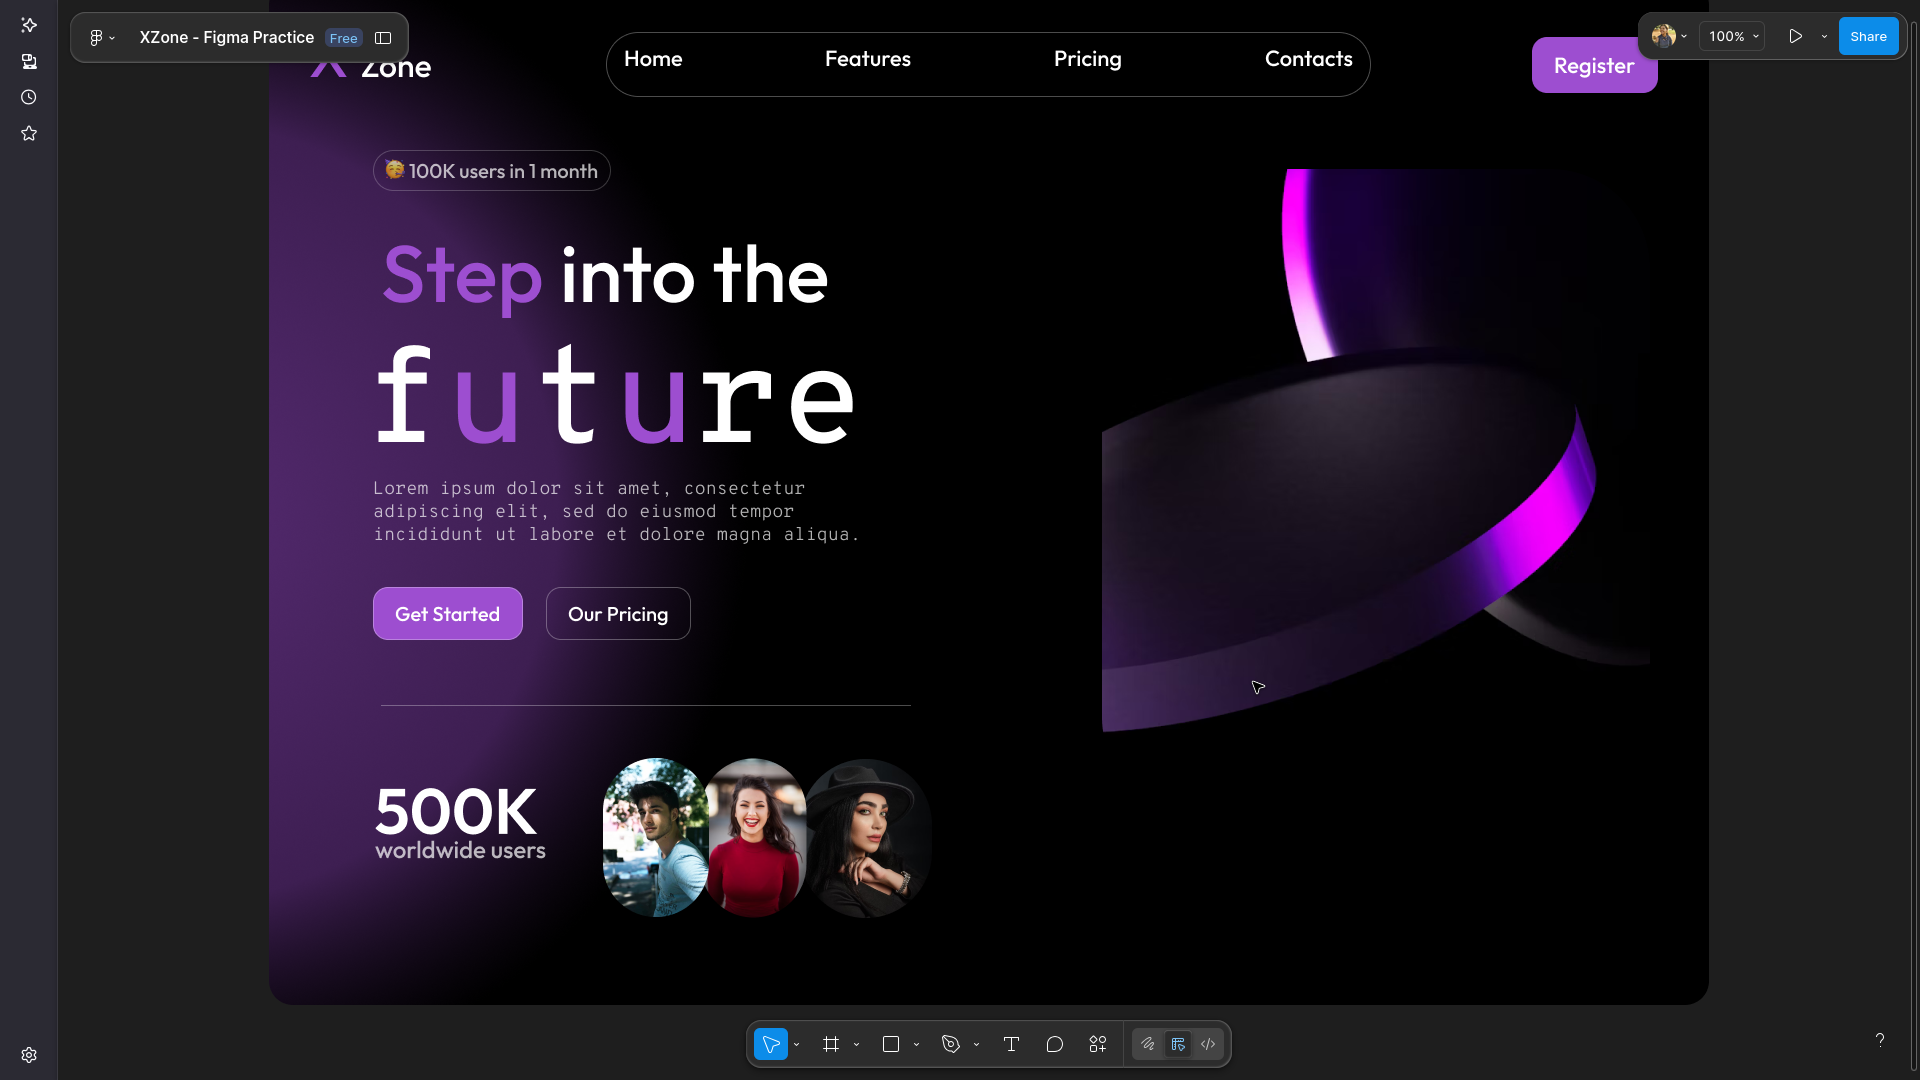 XZone - Figma Practice Free
100%
Share
X Zone
Home
Features
Pricing
Contacts
Register
100K users in 1 month
Step into the
future
Lorem ipsum dolor sit amet, consectetur
adipiscing elit, sed do eiusmod tempor
incididunt ut labore et dolore magna aliqua.
Get Started
Our Pricing
500K
worldwide users
?